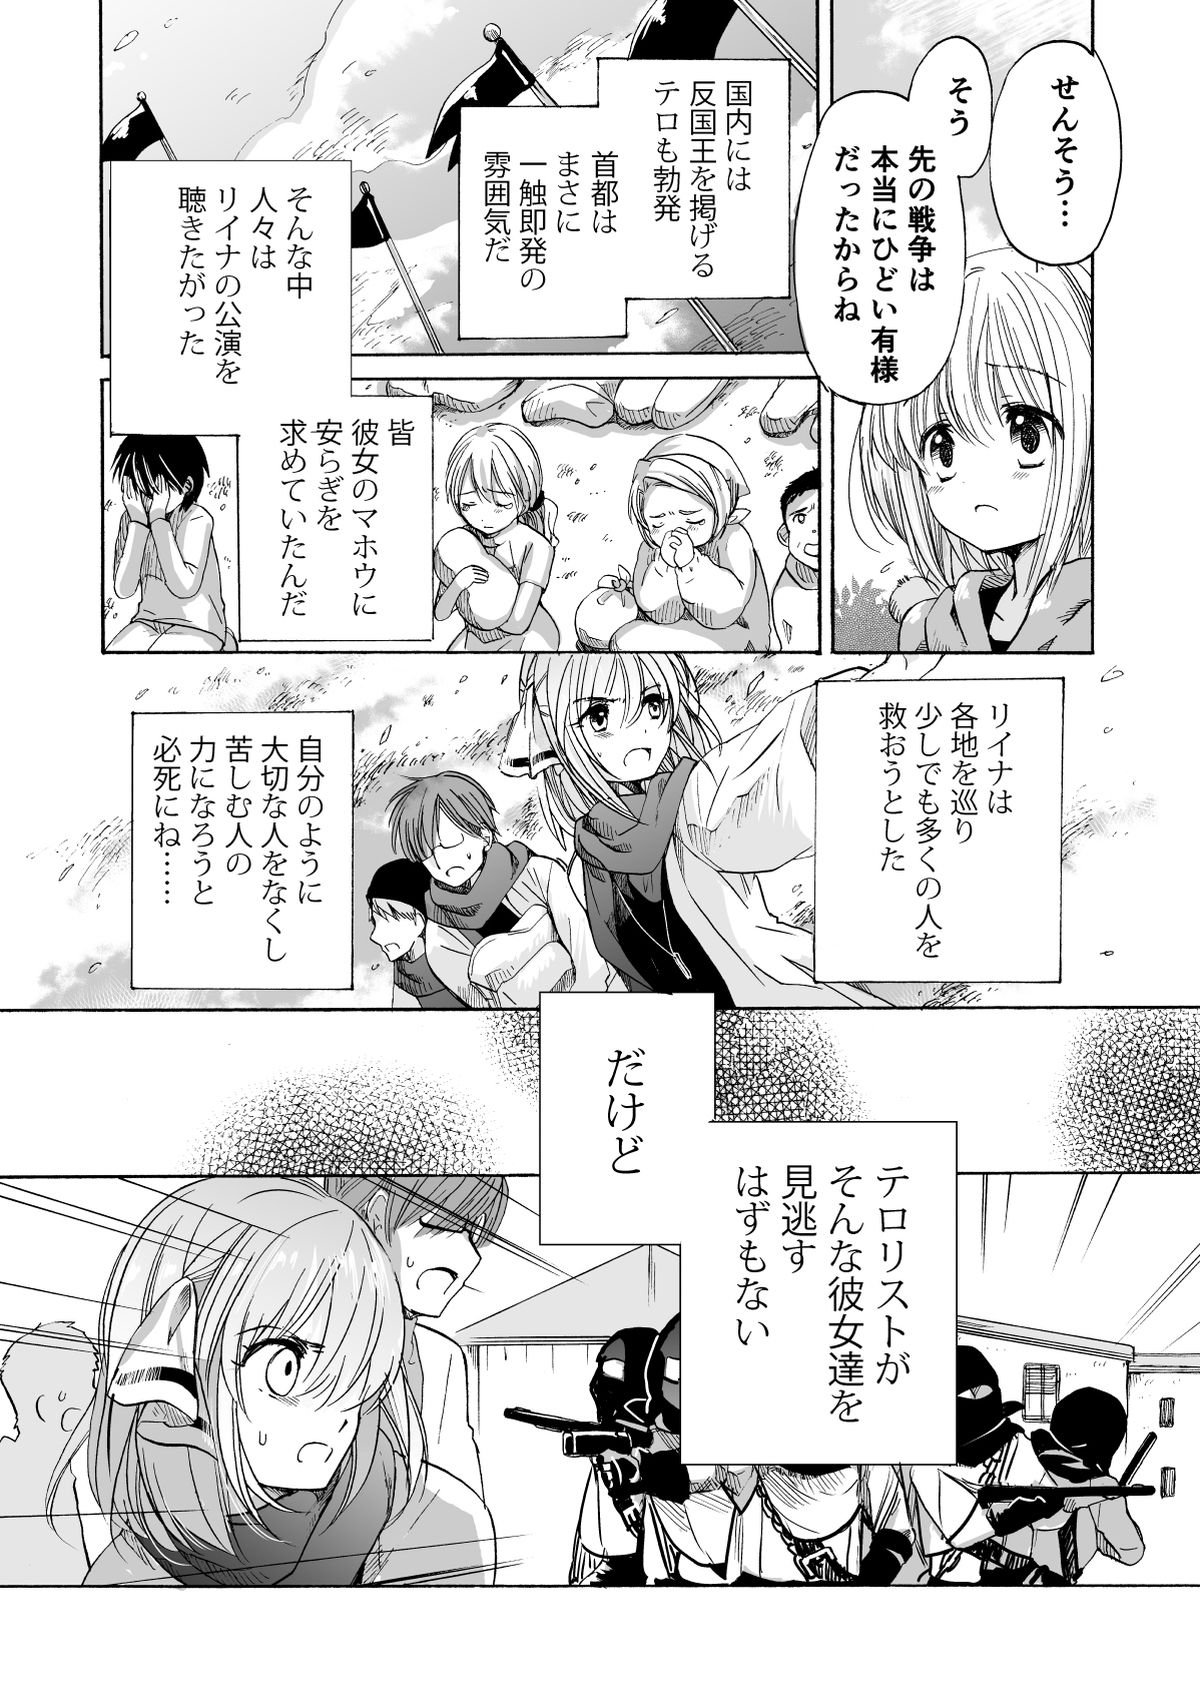 せんそう…
そう
先の戦争は
本当にひどい有様
だったからね
国内には
反国王を掲げる
テロも勃発
首都は
まさに
一触即発の
雰囲気だ
そんな中
人々は
リイナの公演を
聴きたがった
皆
彼女のマホウに
安らぎを
求めていたんだ
リイナは
各地を巡り
少しでも多くの人を
救おうとした
自分のように
大切な人をなくし
苦しむ人の
力になろうと
必死にね……
だけど
テロリストが
そんな彼女達を
見逃す
はずもない